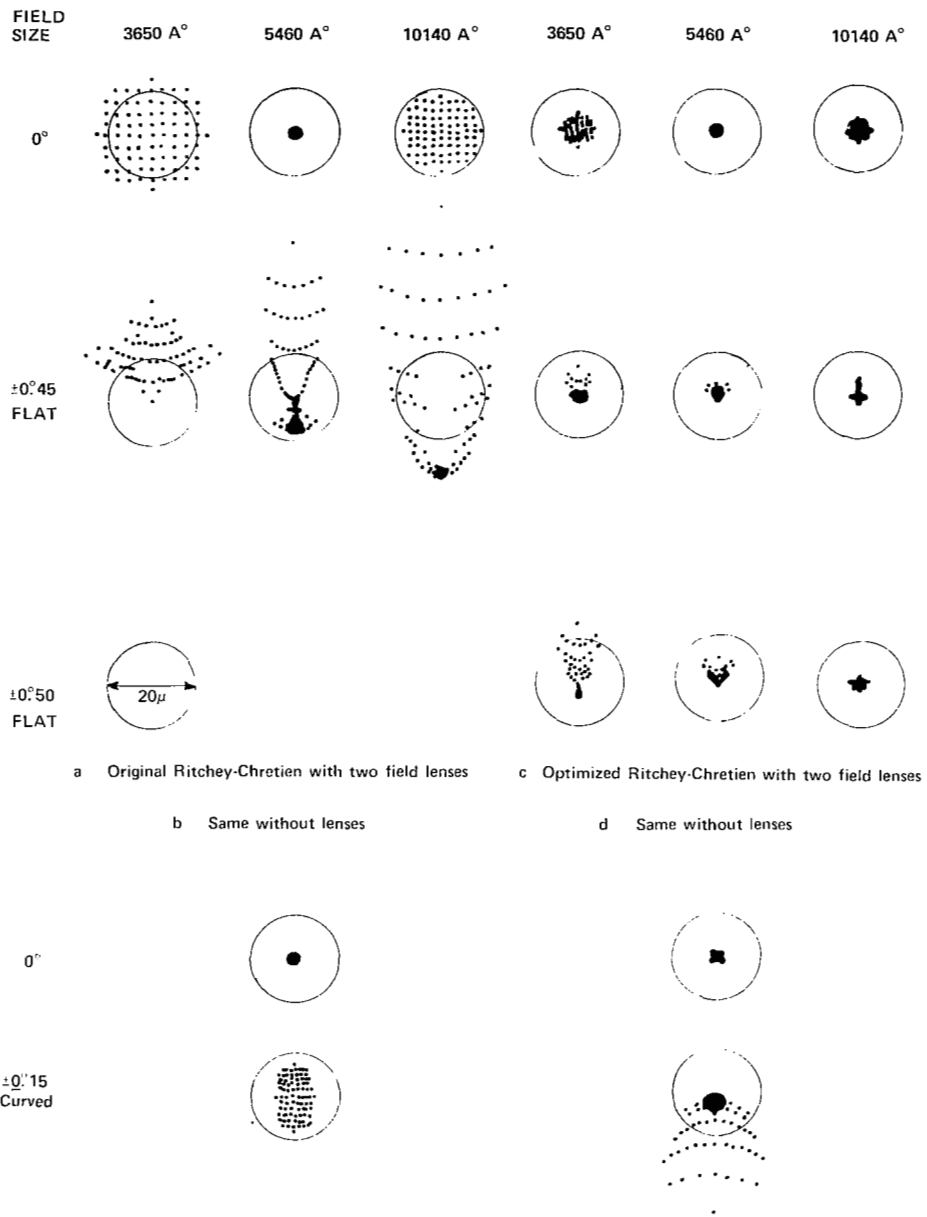 FIELD
SIZE
3650 A° 5460 A° 10140 A° 3650 A° 5460 A° 10140 A°
0°
±0°.45
FLAT
±0°.50
FLAT
20μ
a Original Ritchey-Chretien with two field lenses c Optimized Ritchey-Chretien with two field lenses
b Same without lenses d Same without lenses
0°
±0°.15
Curved